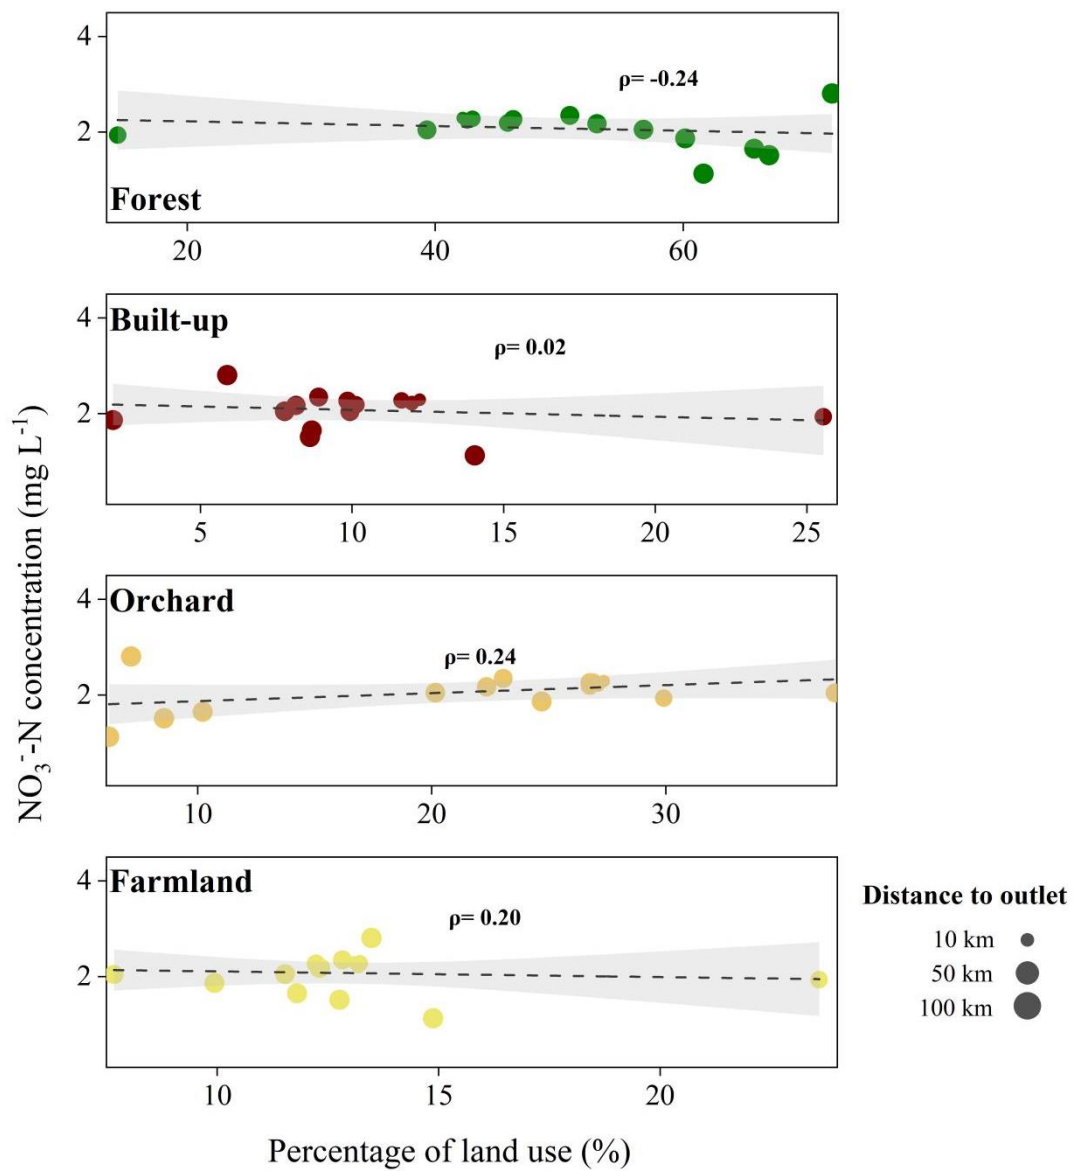 4
2
ρ= -0.24
Forest
20 40 60
4
Built-up
ρ= 0.02
2
5 10 15 20 25
4
Orchard
ρ= 0.24
2
10 20 30
4
Farmland
ρ= 0.20
2
10 15 20
NO₃⁻-N concentration (mg L⁻¹)
Percentage of land use (%)
Distance to outlet
10 km
50 km
100 km